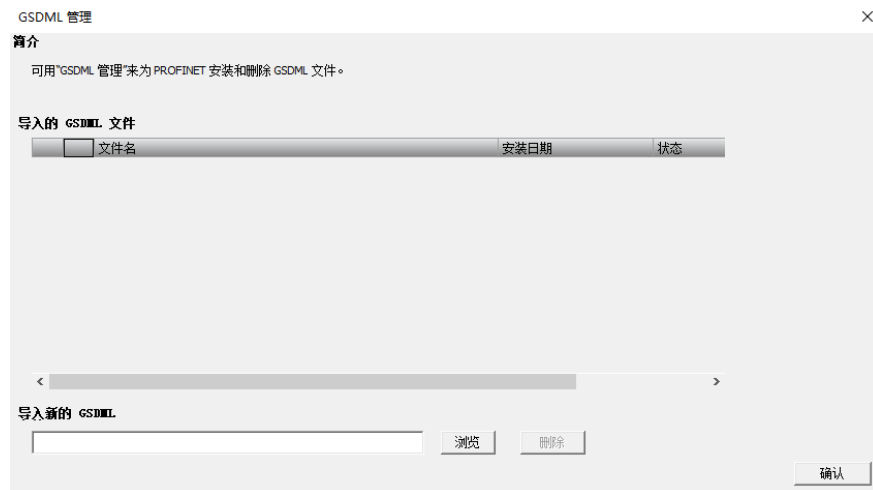 GSDML 管理
简介
可用"GSDML 管理"来为 PROFINET 安装和删除 GSDML 文件。
导入的 GSDML 文件
文件名 安装日期 状态
导入新的 GSDML
浏览 删除
确认